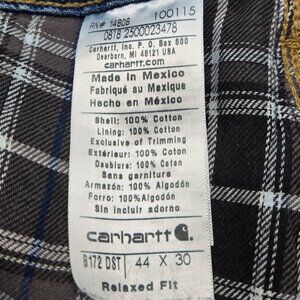 RN# 14806 100115
0818 2500023478
Carhartt, Inc. P.O. Box 600
Dearborn, MI 48121 USA
carhartt.com
Made in Mexico
Fabriqué au Mexique
Hecho en México
Shell: 100% Cotton
Lining: 100% Cotton
Exclusive of Trimming
Extérieur: 100% Coton
Doublure: 100% Coton
Sans garniture
Armazón: 100% Algodón
Forro: 100% Algodón
Sin incluir adorno
carhartt
B172 DST 44 X 30
Relaxed Fit